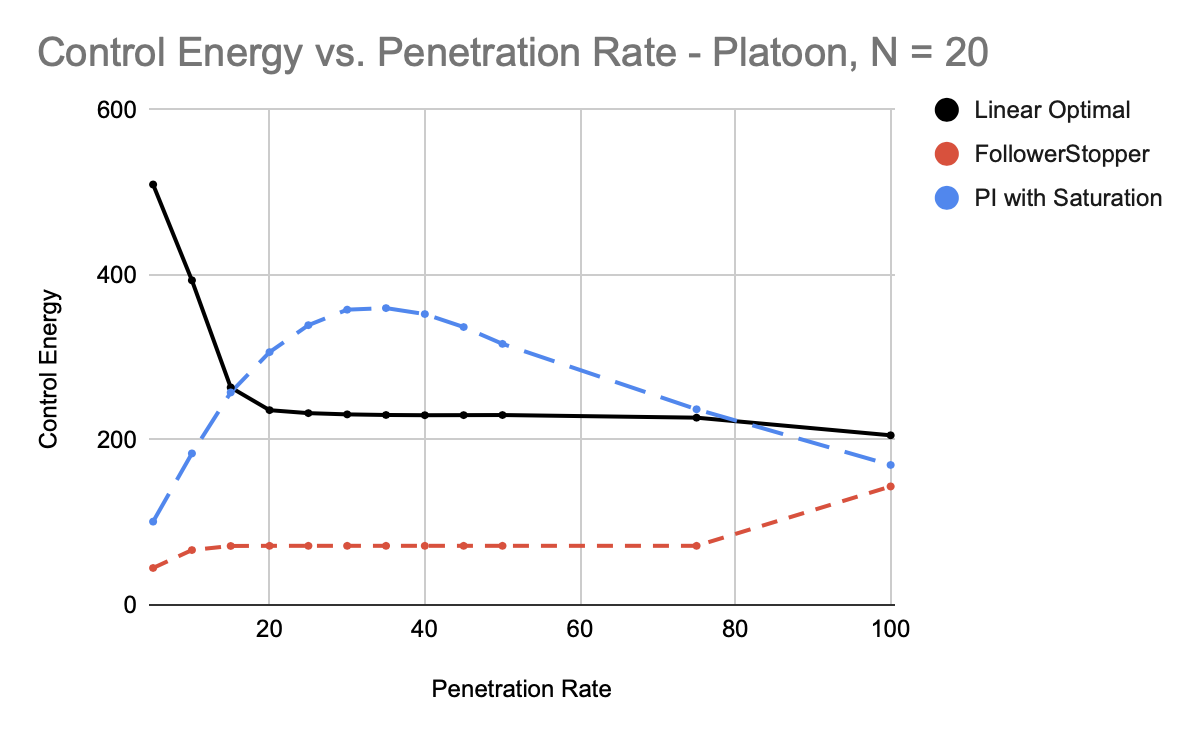 Control Energy vs. Penetration Rate - Platoon, N = 20
Linear Optimal
FollowerStopper
PI with Saturation
Control Energy
600
400
200
0
20 40 60 80 100
Penetration Rate